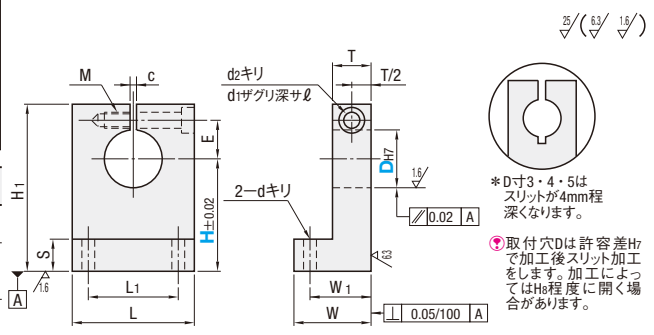 25 ( 6.3 1.6 )
M
c
d2キリ
d1ザグリ深サℓ
T
T/2
E
H1
H±0.02
DH7
1.6
// 0.02 A
2−dキリ
S
1.6
A
6.3
L1
L
W1
W
⊥ 0.05/100 A
＊D寸3・4・5は
スリットが4mm程
深くなります。
取付穴Dは許容差H7
で加工後スリット加工
をします。加工によっ
てはH8程度に開く場
合があります。